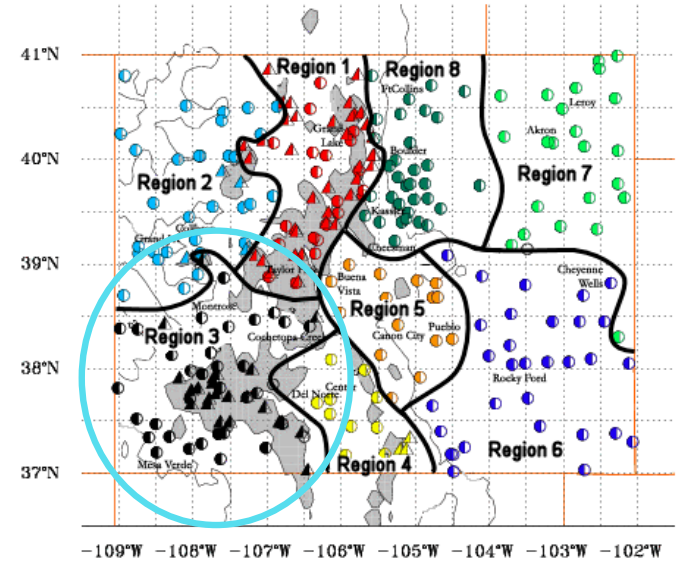 41°N
Region 1
Region 8
FtCollins
Leroy
Grand
Lake
Akron
40°N
Boulder
Region 2
Region 7
Kassler
Grand
Cheesman
39°N
Taylor
Buena
Vista
Cheyenne
Wells
Montrose
Region 3
Region 5
Cochetopa Creek
Canon City
Pueblo
38°N
Rocky Ford
Center
Del Norte
Region 6
Mesa Verde
Region 4
37°N
-109°W -108°W -107°W -106°W -105°W -104°W -103°W -102°W